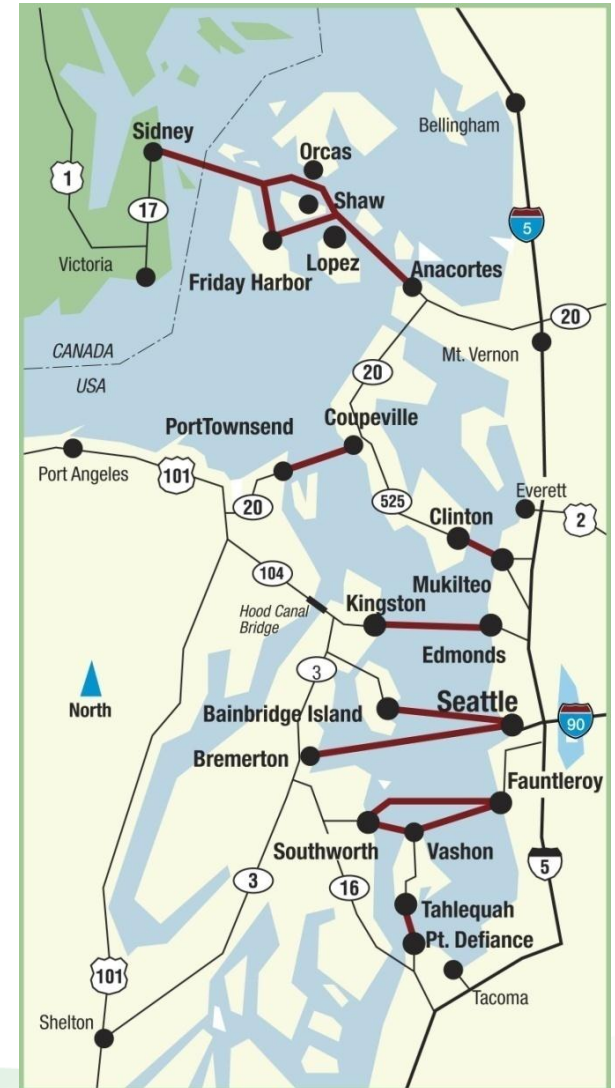 Bellingham
Sidney
Orcas
1
Shaw
17
5
Victoria
Friday Harbor
Lopez
Anacortes
20
CANADA
USA
Mt. Vernon
20
Coupeville
PortTownsend
Port Angeles
101
20
525
Everett
Clinton
2
104
Mukilteo
Hood Canal
Bridge
Kingston
Edmonds
3
North
Bainbridge Island
Seattle
90
Bremerton
Fauntleroy
Southworth
Vashon
5
3
16
Tahlequah
Pt. Defiance
101
Tacoma
Shelton